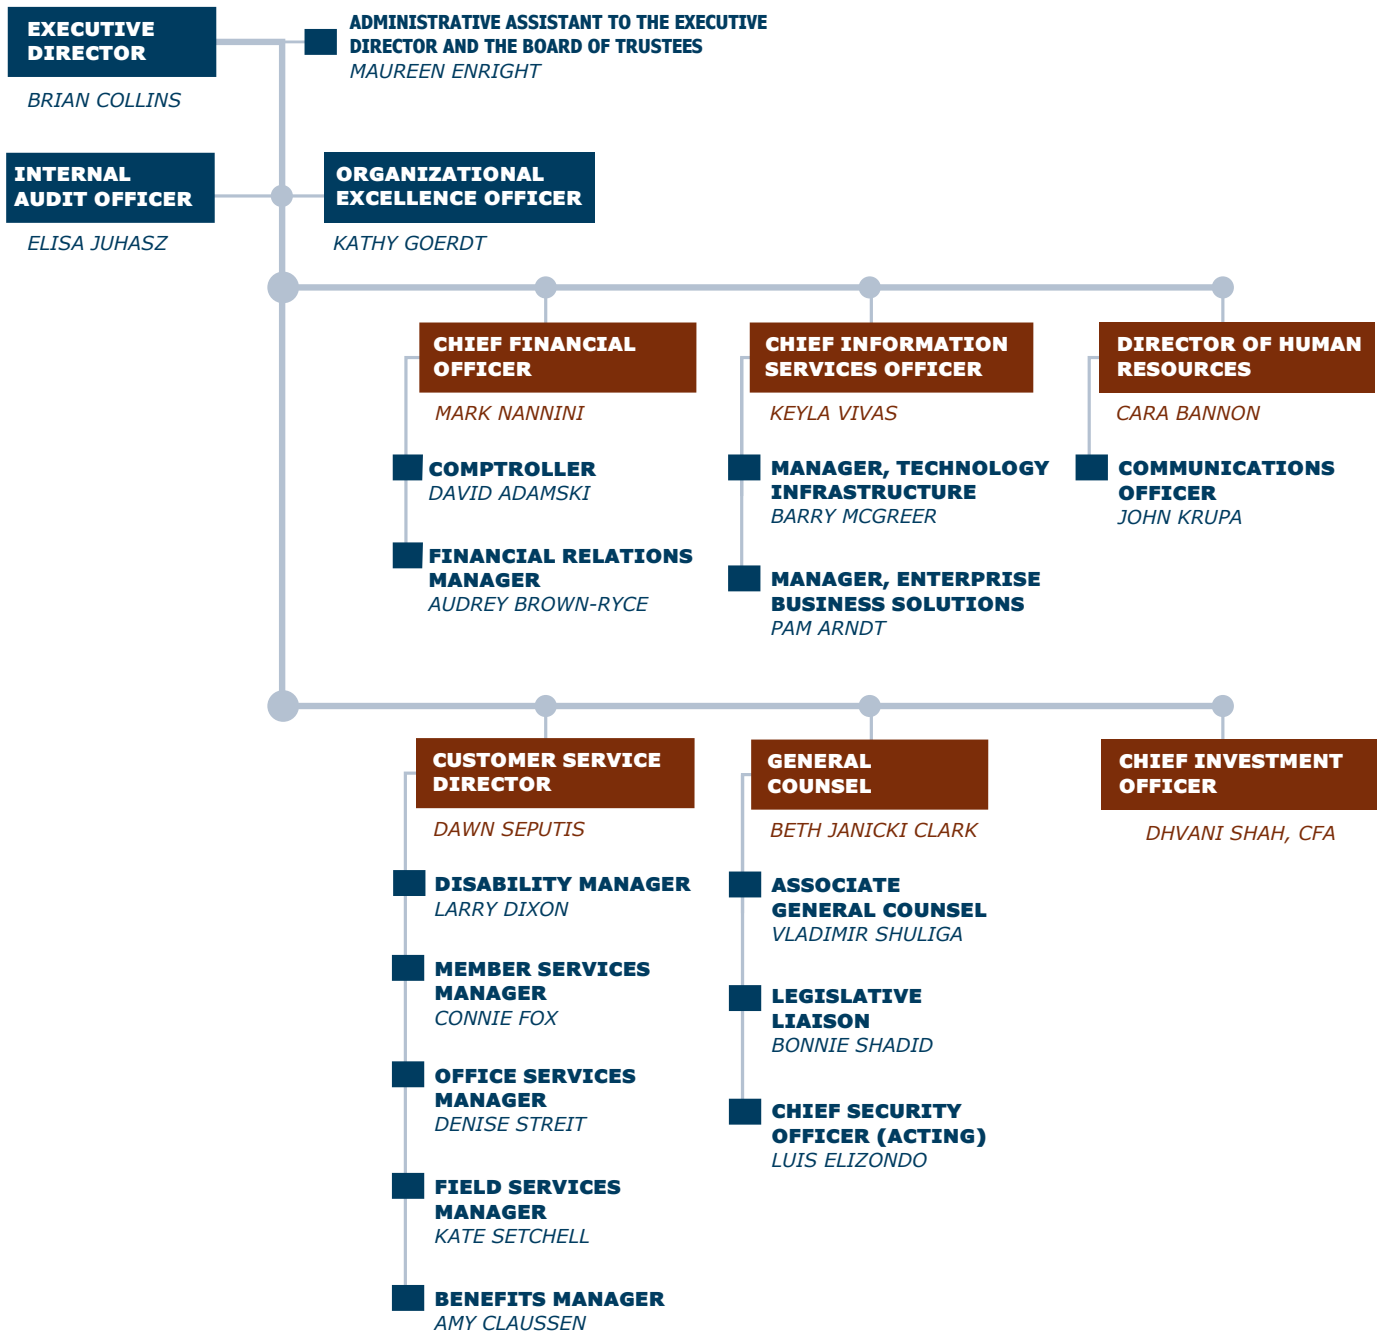 EXECUTIVE
DIRECTOR
BRIAN COLLINS
ADMINISTRATIVE ASSISTANT TO THE EXECUTIVE
DIRECTOR AND THE BOARD OF TRUSTEES
MAUREEN ENRIGHT
INTERNAL
AUDIT OFFICER
ELISA JUHASZ
ORGANIZATIONAL
EXCELLENCE OFFICER
KATHY GOERDT
CHIEF FINANCIAL
OFFICER
MARK NANNINI
COMPTROLLER
DAVID ADAMSKI
FINANCIAL RELATIONS
MANAGER
AUDREY BROWN-RYCE
CHIEF INFORMATION
SERVICES OFFICER
KEYLA VIVAS
MANAGER, TECHNOLOGY
INFRASTRUCTURE
BARRY MCGREER
MANAGER, ENTERPRISE
BUSINESS SOLUTIONS
PAM ARNDT
DIRECTOR OF HUMAN
RESOURCES
CARA BANNON
COMMUNICATIONS
OFFICER
JOHN KRUPA
CUSTOMER SERVICE
DIRECTOR
DAWN SEPUTIS
DISABILITY MANAGER
LARRY DIXON
MEMBER SERVICES
MANAGER
CONNIE FOX
OFFICE SERVICES
MANAGER
DENISE STREIT
FIELD SERVICES
MANAGER
KATE SETCHELL
BENEFITS MANAGER
AMY CLAUSSEN
GENERAL
COUNSEL
BETH JANICKI CLARK
ASSOCIATE
GENERAL COUNSEL
VLADIMIR SHULIGA
LEGISLATIVE
LIAISON
BONNIE SHADID
CHIEF SECURITY
OFFICER (ACTING)
LUIS ELIZONDO
CHIEF INVESTMENT
OFFICER
DHVANI SHAH, CFA